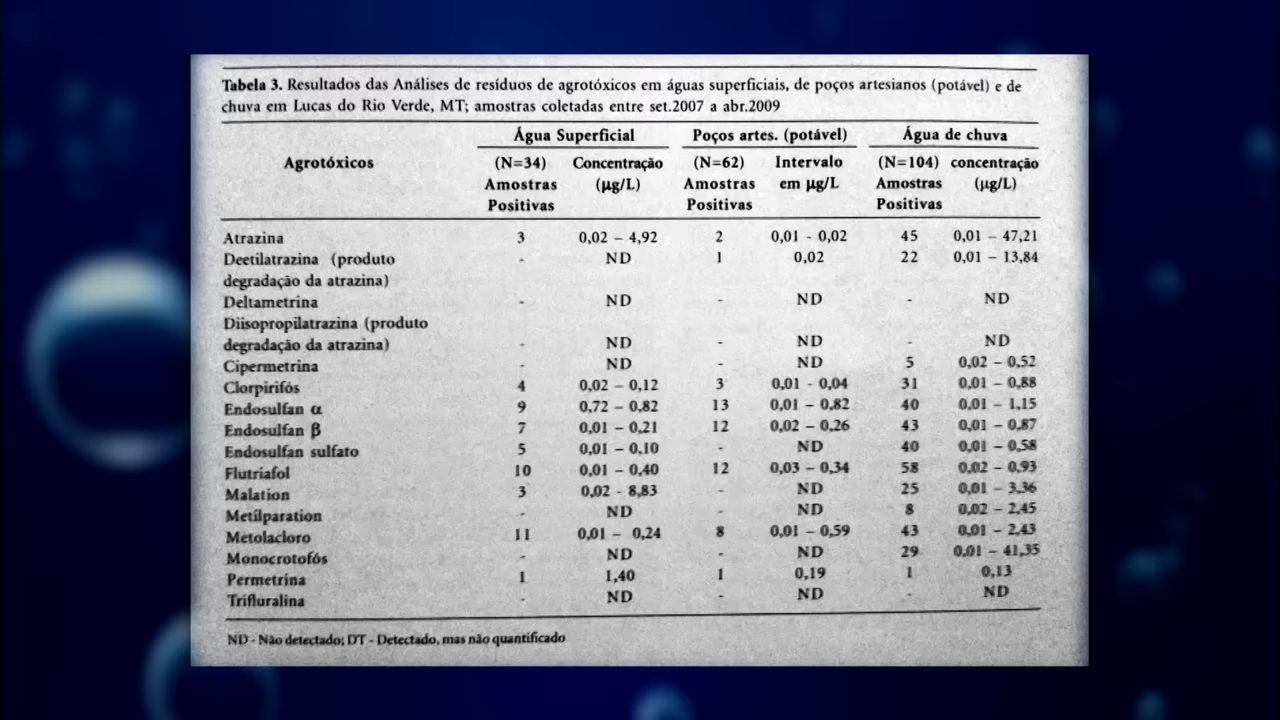 Tabela 3. Resultados das Análises de resíduos de agrotóxicos em águas superficiais, de poços artesianos (potável) e de
chuva em Lucas do Rio Verde, MT; amostras coletadas entre set.2007 a abr.2009
Água Superficial Poços artes. (potável) Água de chuva
Agrotóxicos (N=34) Concentração (N=62) Intervalo (N=104) concentração
Amostras (µg/L) Amostras em µg/L Amostras (µg/L)
Positivas Positivas Positivas
Atrazina 3 0,02 – 4,92 2 0,01 - 0,02 45 0,01 – 47,21
Deetilatrazina (produto - ND 1 0,02 22 0,01 – 13,84
degradação da atrazina)
Deltametrina - ND - ND - ND
Diisopropilatrazina (produto
degradação da atrazina) - ND - ND - ND
Cipermetrina - ND - ND 5 0,02 – 0,52
Clorpirifós 4 0,02 – 0,12 3 0,01 - 0,04 31 0,01 – 0,88
Endosulfan α 9 0,72 – 0,82 13 0,01 – 0,82 40 0,01 – 1,15
Endosulfan β 7 0,01 – 0,21 12 0,02 – 0,26 43 0,01 – 0,87
Endosulfan sulfato 5 0,01 – 0,10 - ND 40 0,01 – 0,58
Flutriafol 10 0,01 – 0,40 12 0,03 – 0,34 58 0,02 – 0,93
Malation 3 0,02 - 8,83 - ND 25 0,01 – 3,36
Metilparation - ND - ND 8 0,02 – 2,45
Metolacloro 11 0,01 – 0,24 8 0,01 – 0,59 43 0,01 – 2,43
Monocrotofós - ND - ND 29 0,01 – 41,35
Permetrina 1 1,40 1 0,19 1 0,13
Trifluralina - ND - ND - ND
ND - Não detectado; DT - Detectado, mas não quantificado